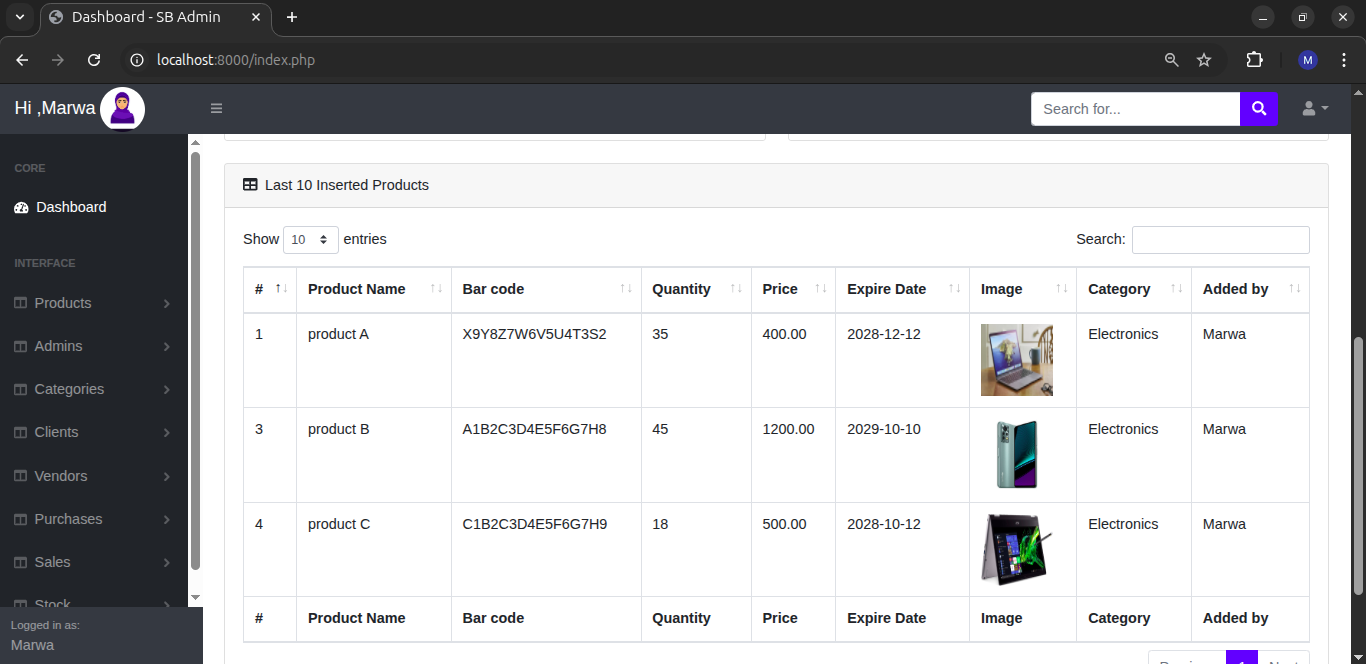 Dashboard - SB Admin
localhost:8000/index.php
M
Hi ,Marwa
Search for...
CORE
Dashboard
INTERFACE
Products
Admins
Categories
Clients
Vendors
Purchases
Sales
Stock
Logged in as:
Marwa
Last 10 Inserted Products
Show 10 entries
Search:
# Product Name Bar code Quantity Price Expire Date Image Category Added by
1 product A X9Y8Z7W6V5U4T3S2 35 400.00 2028-12-12 Electronics Marwa
3 product B A1B2C3D4E5F6G7H8 45 1200.00 2029-10-10 Electronics Marwa
4 product C C1B2C3D4E5F6G7H9 18 500.00 2028-10-12 Electronics Marwa
# Product Name Bar code Quantity Price Expire Date Image Category Added by
Previous 1 Next